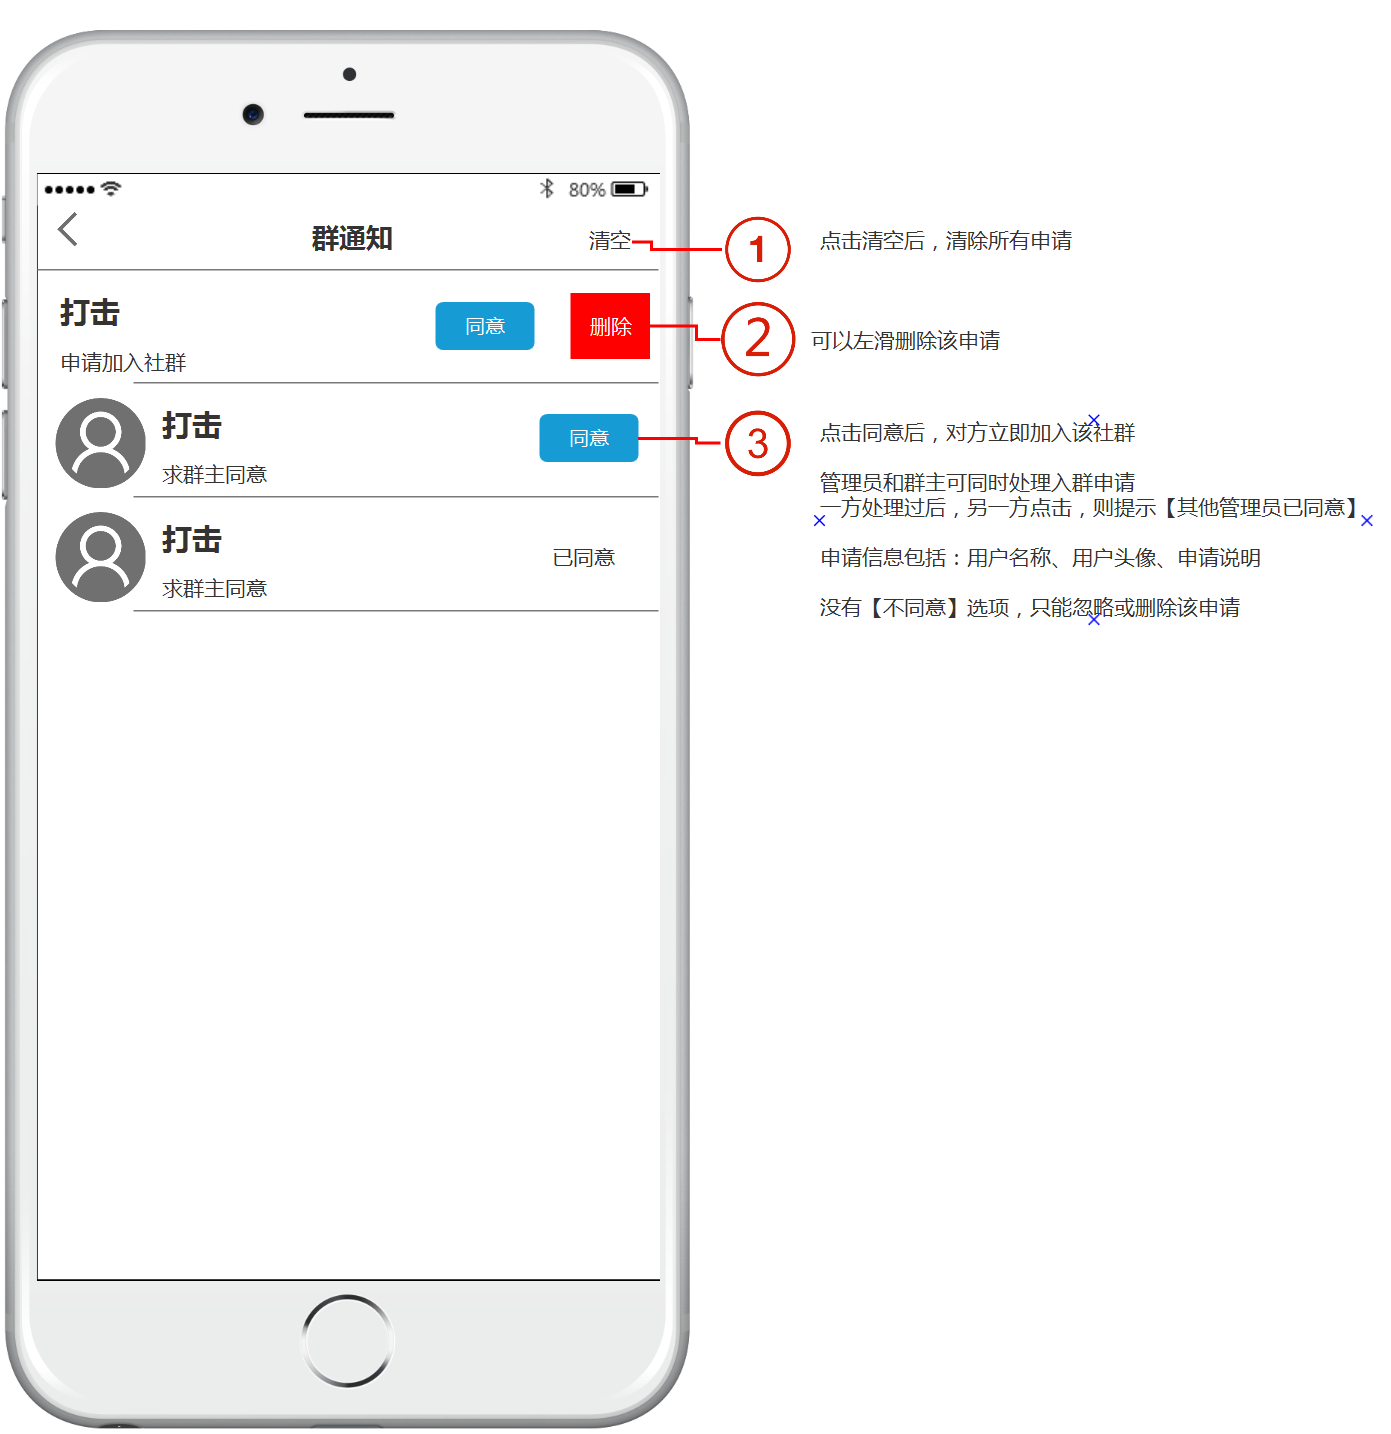 80%
群通知
清空
1
点击清空后，清除所有申请
打击
同意
删除
2
可以左滑删除该申请
申请加入社群
打击
同意
3
点击同意后，对方立即加入该社群
求群主同意
管理员和群主可同时处理入群申请
一方处理过后，另一方点击，则提示【其他管理员已同意】
打击
已同意
申请信息包括：用户名称、用户头像、申请说明
求群主同意
没有【不同意】选项，只能忽略或删除该申请